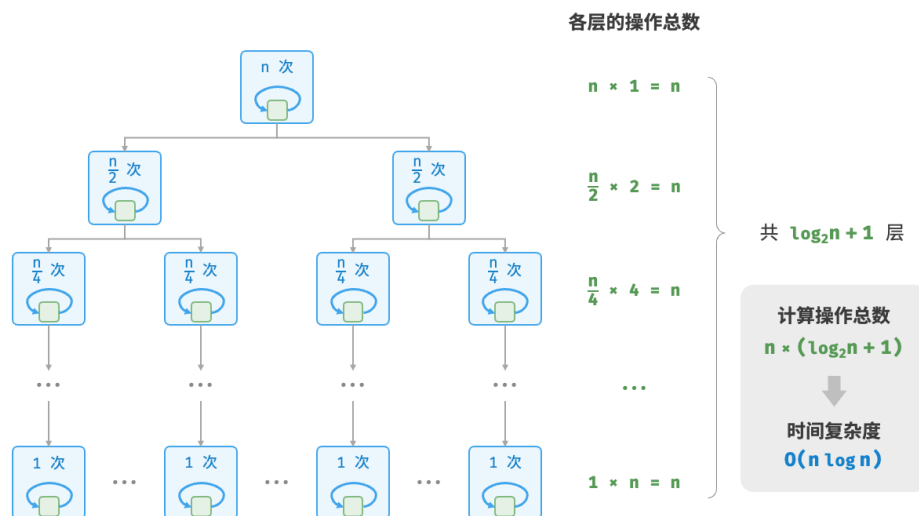 各层的操作总数
n 次
n × 1 = n
n/2 次 n/2 次
n/2 × 2 = n
共 log₂n + 1 层
n/4 次 n/4 次 n/4 次 n/4 次
n/4 × 4 = n
计算操作总数
n × (log₂n + 1)
... ... ... ...
...
时间复杂度
O(n log n)
1 次 ... 1 次 ... 1 次 ... 1 次
1 × n = n